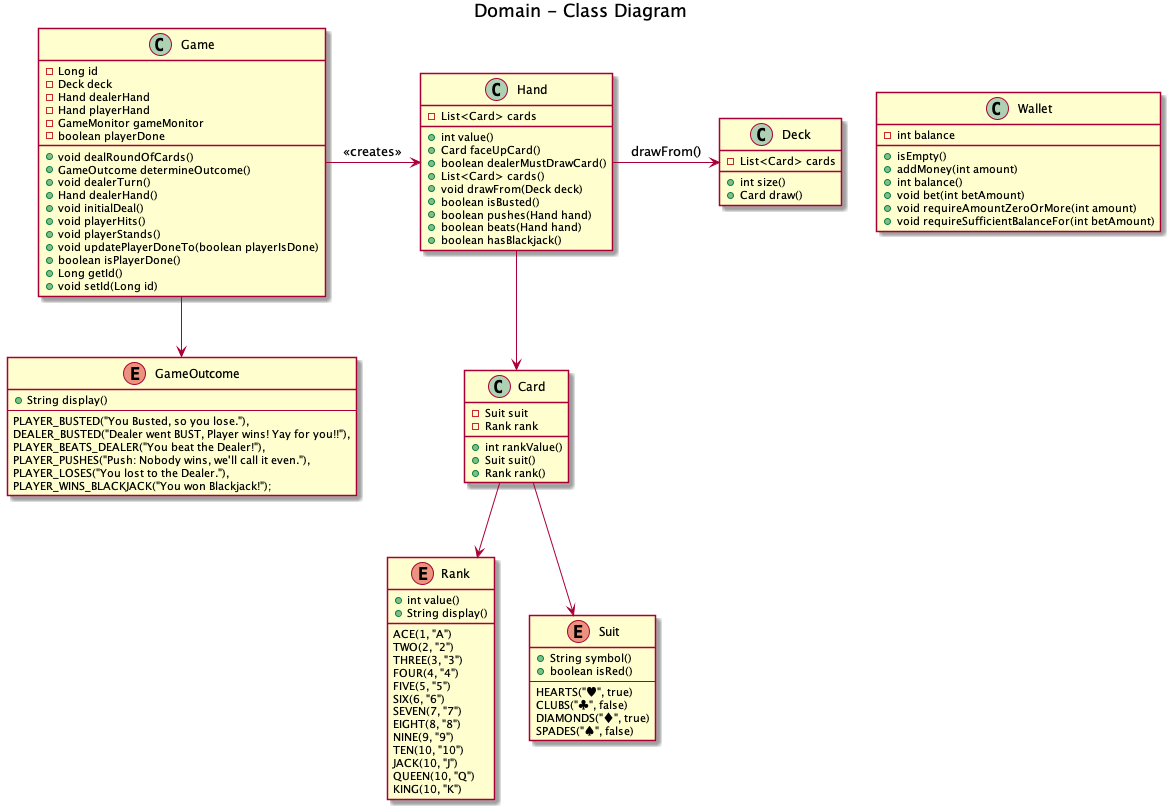 Domain - Class Diagram
C Game
Long id
Deck deck
Hand dealerHand
Hand playerHand
GameMonitor gameMonitor
boolean playerDone
void dealRoundOfCards()
GameOutcome determineOutcome()
void dealerTurn()
Hand dealerHand()
void initialDeal()
void playerHits()
void playerStands()
void updatePlayerDoneTo(boolean playerIsDone)
boolean isPlayerDone()
Long getId()
void setId(Long id)
«creates»
C Hand
List<Card> cards
int value()
Card faceUpCard()
boolean dealerMustDrawCard()
List<Card> cards()
void drawFrom(Deck deck)
boolean isBusted()
boolean pushes(Hand hand)
boolean beats(Hand hand)
boolean hasBlackjack()
drawFrom()
C Deck
List<Card> cards
int size()
Card draw()
C Wallet
int balance
isEmpty()
addMoney(int amount)
int balance()
void bet(int betAmount)
void requireAmountZeroOrMore(int amount)
void requireSufficientBalanceFor(int betAmount)
E GameOutcome
String display()
PLAYER_BUSTED("You Busted, so you lose."),
DEALER_BUSTED("Dealer went BUST, Player wins! Yay for you!!"),
PLAYER_BEATS_DEALER("You beat the Dealer!"),
PLAYER_PUSHES("Push: Nobody wins, we'll call it even."),
PLAYER_LOSES("You lost to the Dealer."),
PLAYER_WINS_BLACKJACK("You won Blackjack!");
C Card
Suit suit
Rank rank
int rankValue()
Suit suit()
Rank rank()
E Rank
int value()
String display()
ACE(1, "A")
TWO(2, "2")
THREE(3, "3")
FOUR(4, "4")
FIVE(5, "5")
SIX(6, "6")
SEVEN(7, "7")
EIGHT(8, "8")
NINE(9, "9")
TEN(10, "10")
JACK(10, "J")
QUEEN(10, "Q")
KING(10, "K")
E Suit
String symbol()
boolean isRed()
HEARTS("♥", true)
CLUBS("♣", false)
DIAMONDS("♦", true)
SPADES("♠", false)